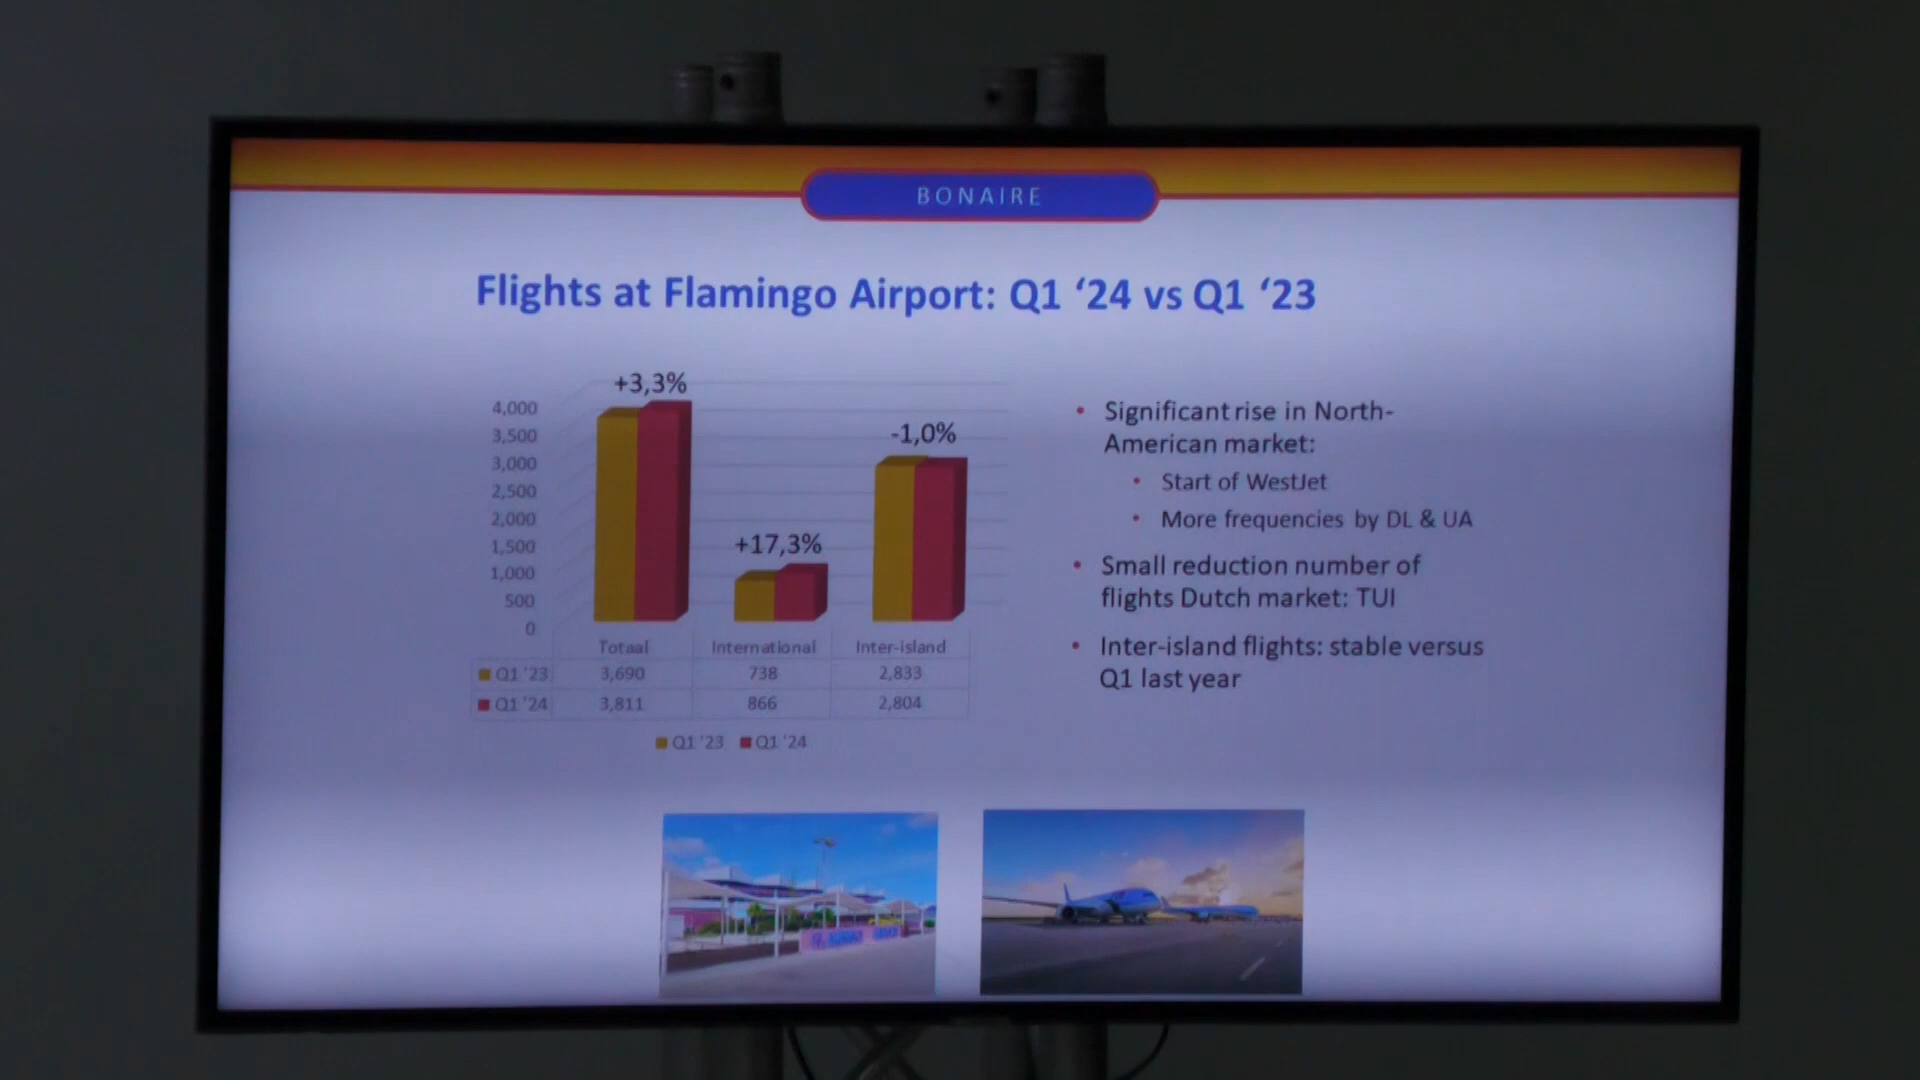 BONAIRE
Flights at Flamingo Airport: Q1 ‘24 vs Q1 ‘23
+3,3%
-1,0%
+17,3%
4,000
3,500
3,000
2,500
2,000
1,500
1,000
500
0
Totaal International Inter-island
Q1 '23 3,690 738 2,833
Q1 '24 3,811 866 2,804
Q1 '23 Q1 '24
• Significant rise in North-
American market:
• Start of WestJet
• More frequencies by DL & UA
• Small reduction number of
flights Dutch market: TUI
• Inter-island flights: stable versus
Q1 last year